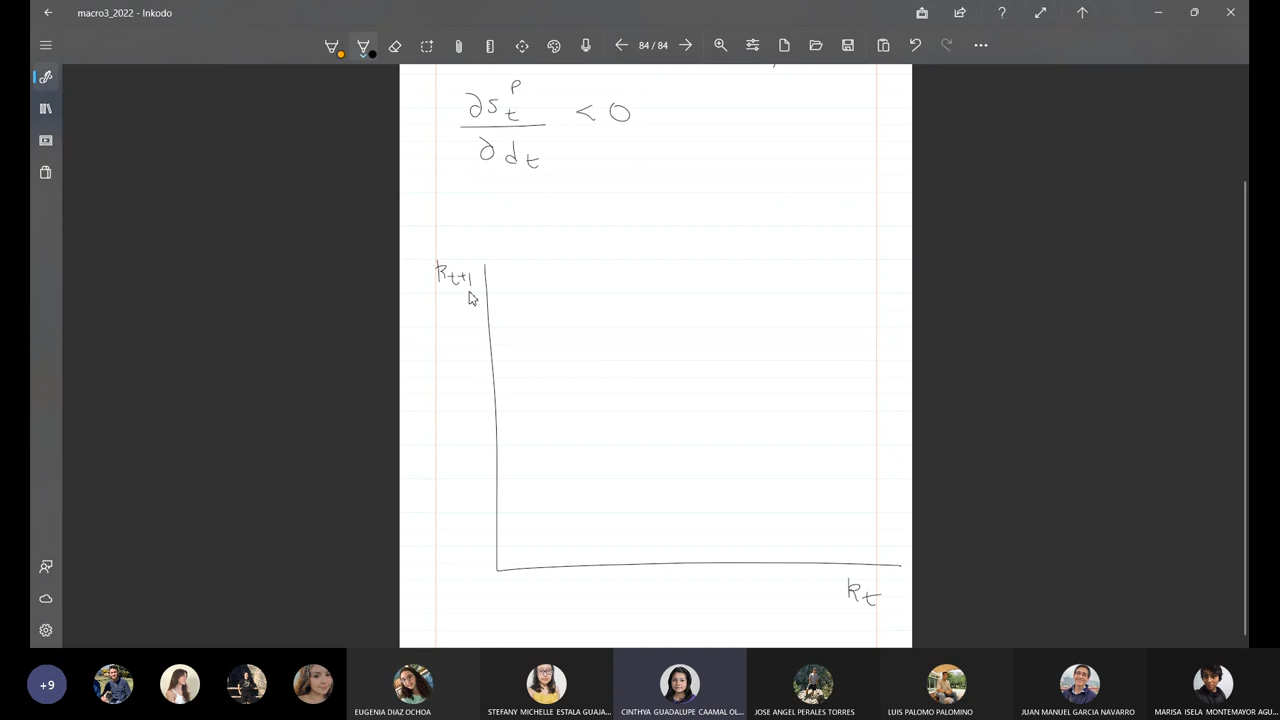 macro3_2022 - Inkodo
84 / 84
∂s_t^p / ∂d_t < 0
k_{t+1}
k_t
+9
EUGENIA DIAZ OCHOA
STEFANY MICHELLE ESTALA GUAJA...
CINTHYA GUADALUPE CAAMAL OL...
JOSE ANGEL PERALES TORRES
LUIS PALOMO PALOMINO
JUAN MANUEL GARCIA NAVARRO
MARISA ISELA MONTEMAYOR AGU...